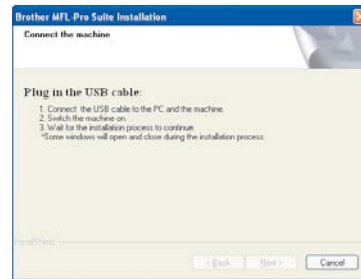 Brother MFL-Pro Suite Installation
Connect the machine
Plug in the USB cable:
1. Connect the USB cable to the PC and the machine.
2. Switch the machine on.
3. Wait for the installation process to continue.
*Some windows will open and close during the installation process.
InstallShield
< Back
Next >
Cancel